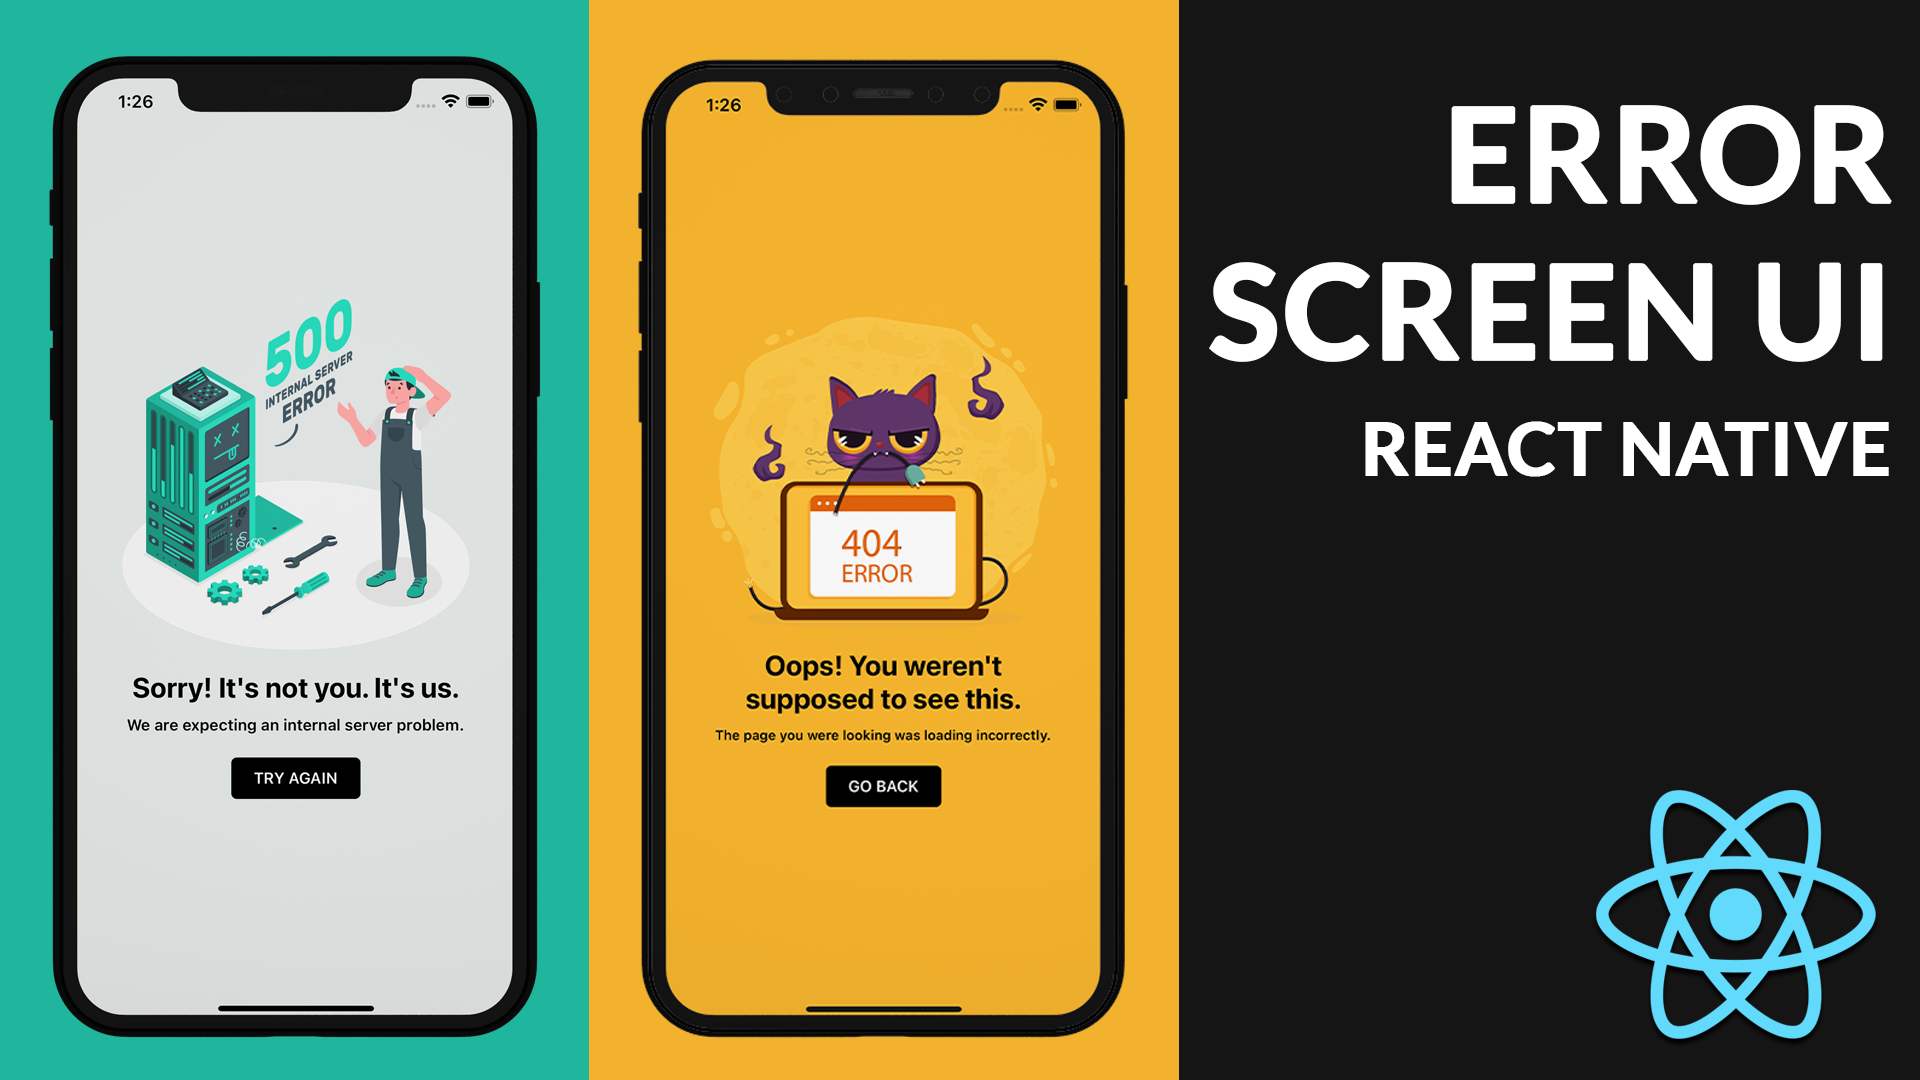 1:26
500
INTERNAL SERVER
ERROR
Sorry! It's not you. It's us.
We are expecting an internal server problem.
TRY AGAIN
1:26
404
ERROR
Oops! You weren't
supposed to see this.
The page you were looking was loading incorrectly.
GO BACK
ERROR
SCREEN UI
REACT NATIVE